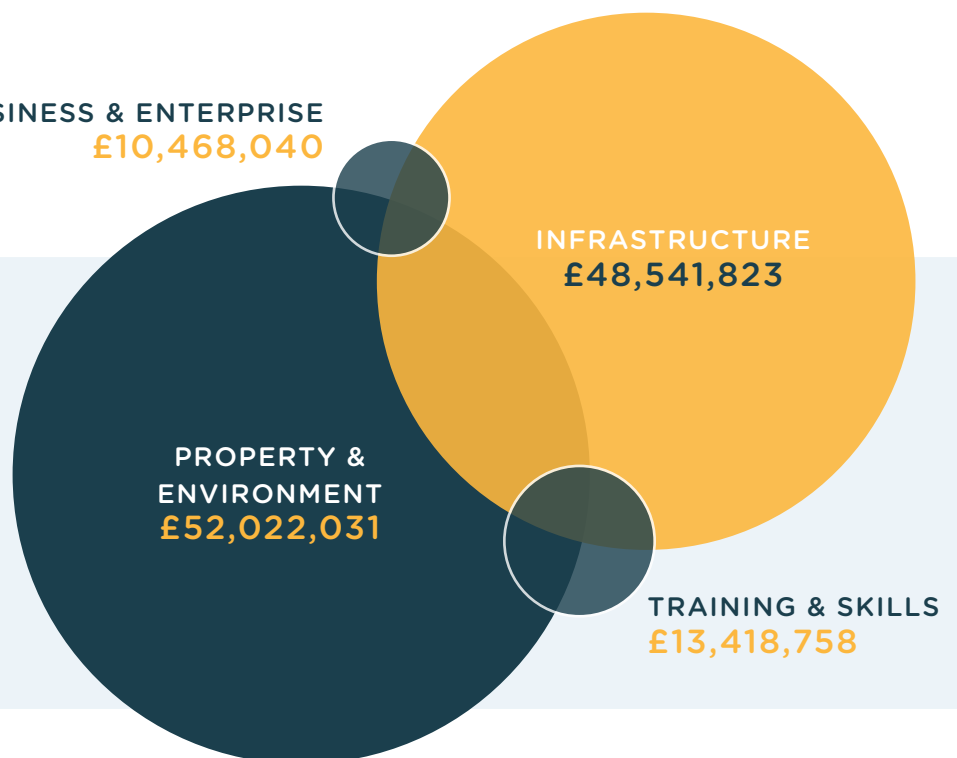 SINESS & ENTERPRISE
£10,468,040
INFRASTRUCTURE
£48,541,823
PROPERTY &
ENVIRONMENT
£52,022,031
TRAINING & SKILLS
£13,418,758